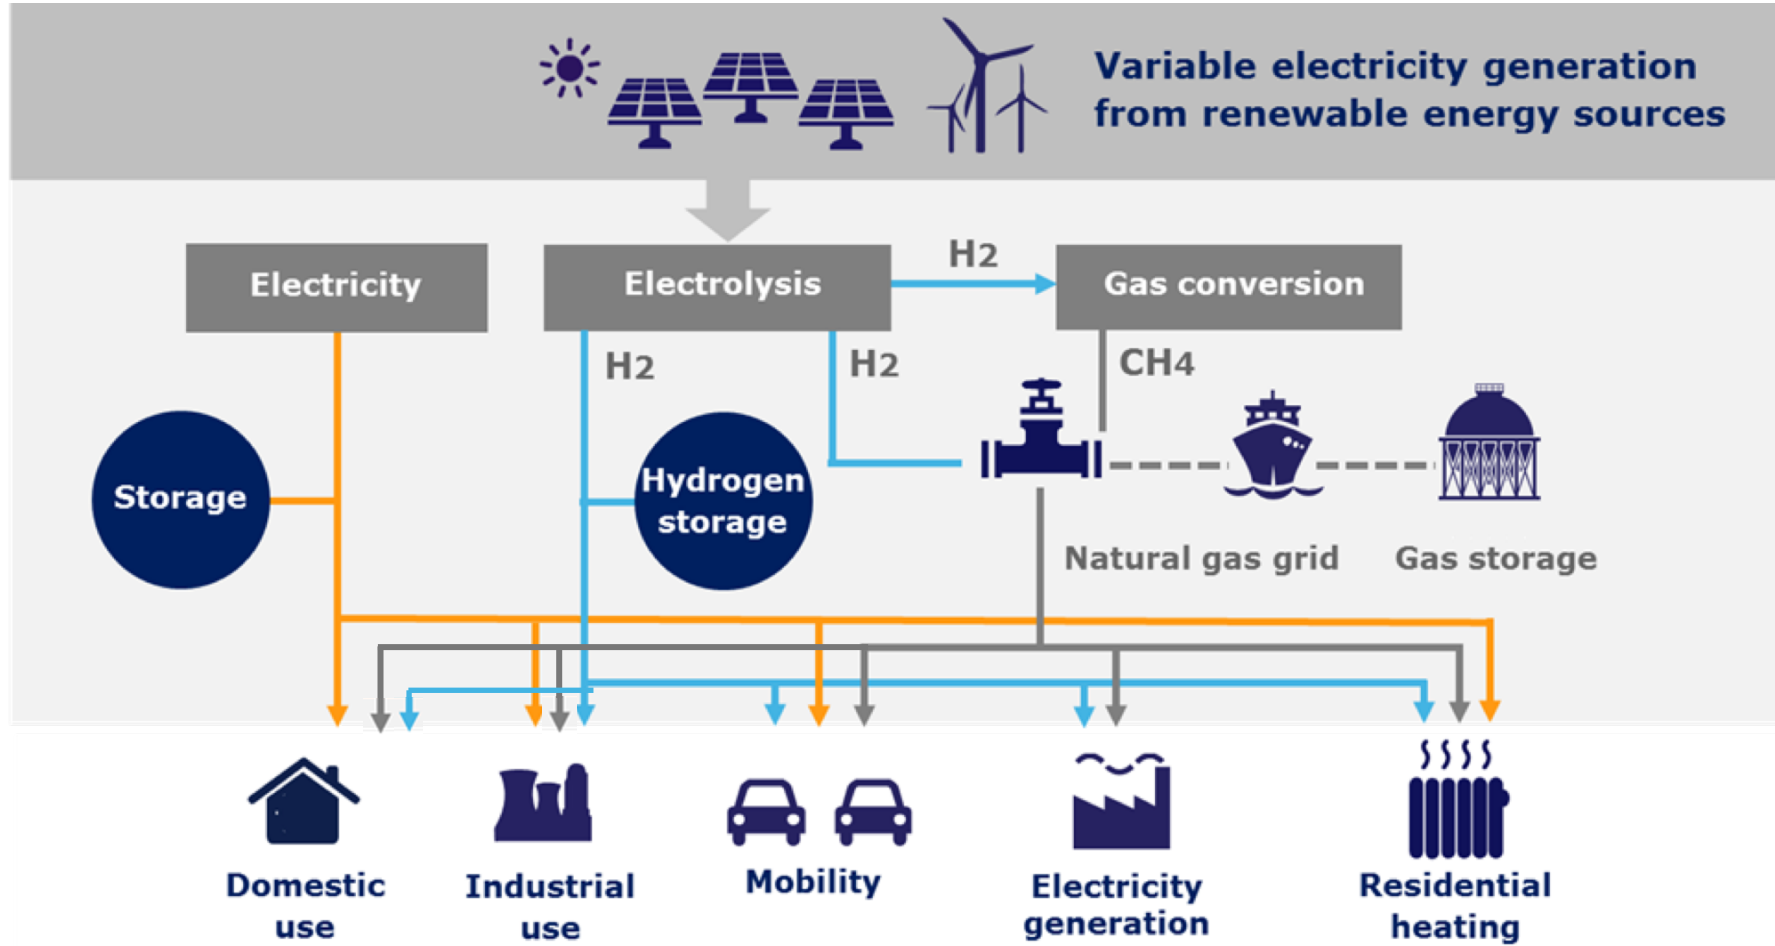 Variable electricity generation
from renewable energy sources
Electricity
Electrolysis
H2
Gas conversion
H2
H2
CH4
Storage
Hydrogen
storage
Natural gas grid
Gas storage
Domestic
use
Industrial
use
Mobility
Electricity
generation
Residential
heating